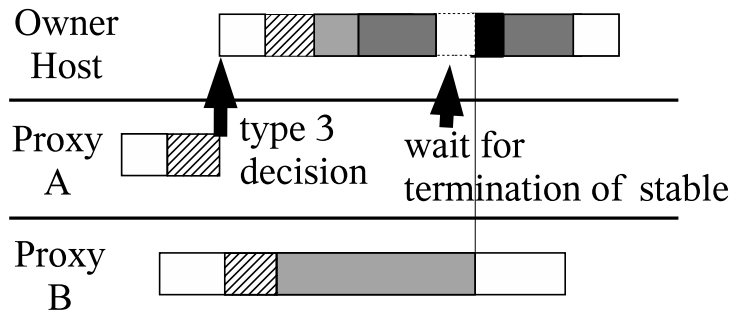 Owner
Host
Proxy
A
type 3
decision
wait for
termination of stable
Proxy
B